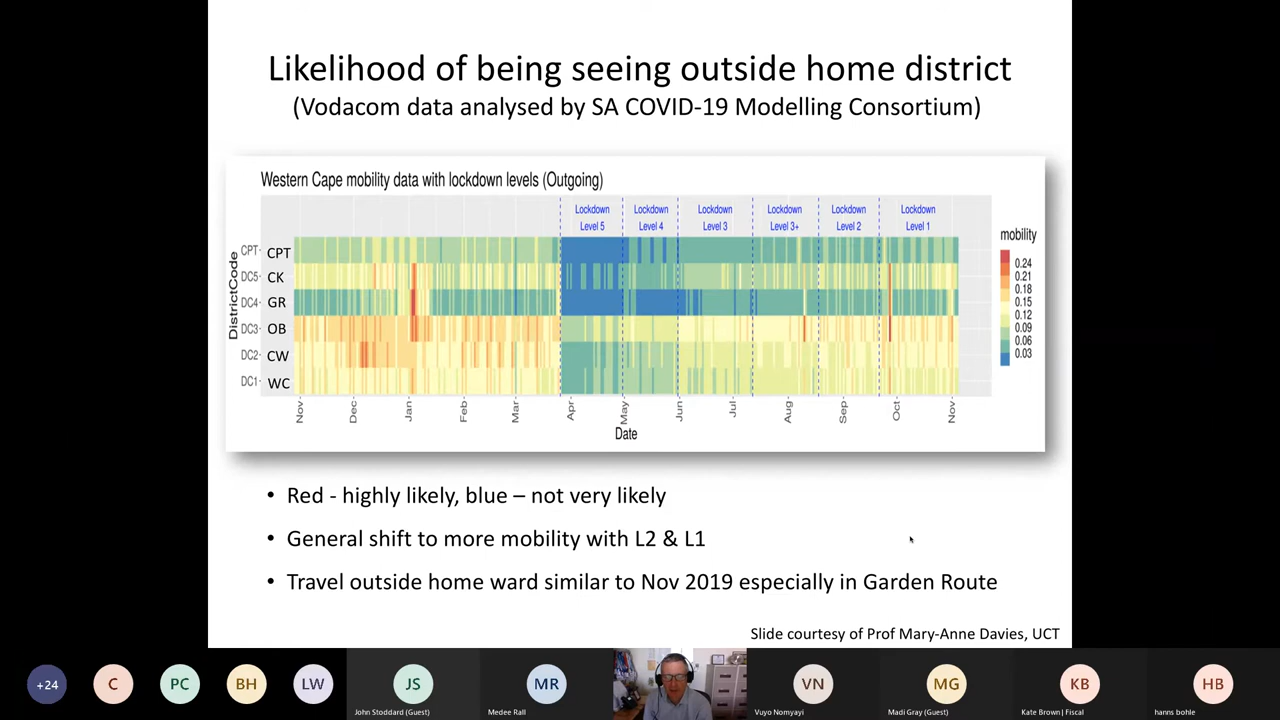 Likelihood of being seeing outside home district
(Vodacom data analysed by SA COVID-19 Modelling Consortium)
Western Cape mobility data with lockdown levels (Outgoing)
Lockdown Level 5
Lockdown Level 4
Lockdown Level 3
Lockdown Level 3+
Lockdown Level 2
Lockdown Level 1
DistrictCode
CPT CPT
DC5 CK
DC4 GR
DC3 OB
DC2 CW
DC1 WC
Nov Dec Jan Feb Mar Apr May Jun Jul Aug Sep Oct Nov
Date
mobility
0.24
0.21
0.18
0.15
0.12
0.09
0.06
0.03
• Red - highly likely, blue – not very likely
• General shift to more mobility with L2 & L1
• Travel outside home ward similar to Nov 2019 especially in Garden Route
Slide courtesy of Prof Mary-Anne Davies, UCT
+24 C PC BH LW JS MR VN MG KB HB
John Stoddard (Guest) Medee Rall Vuyo Nomyayi Madi Gray (Guest) Kate Brown | Fiscal hanns bohle